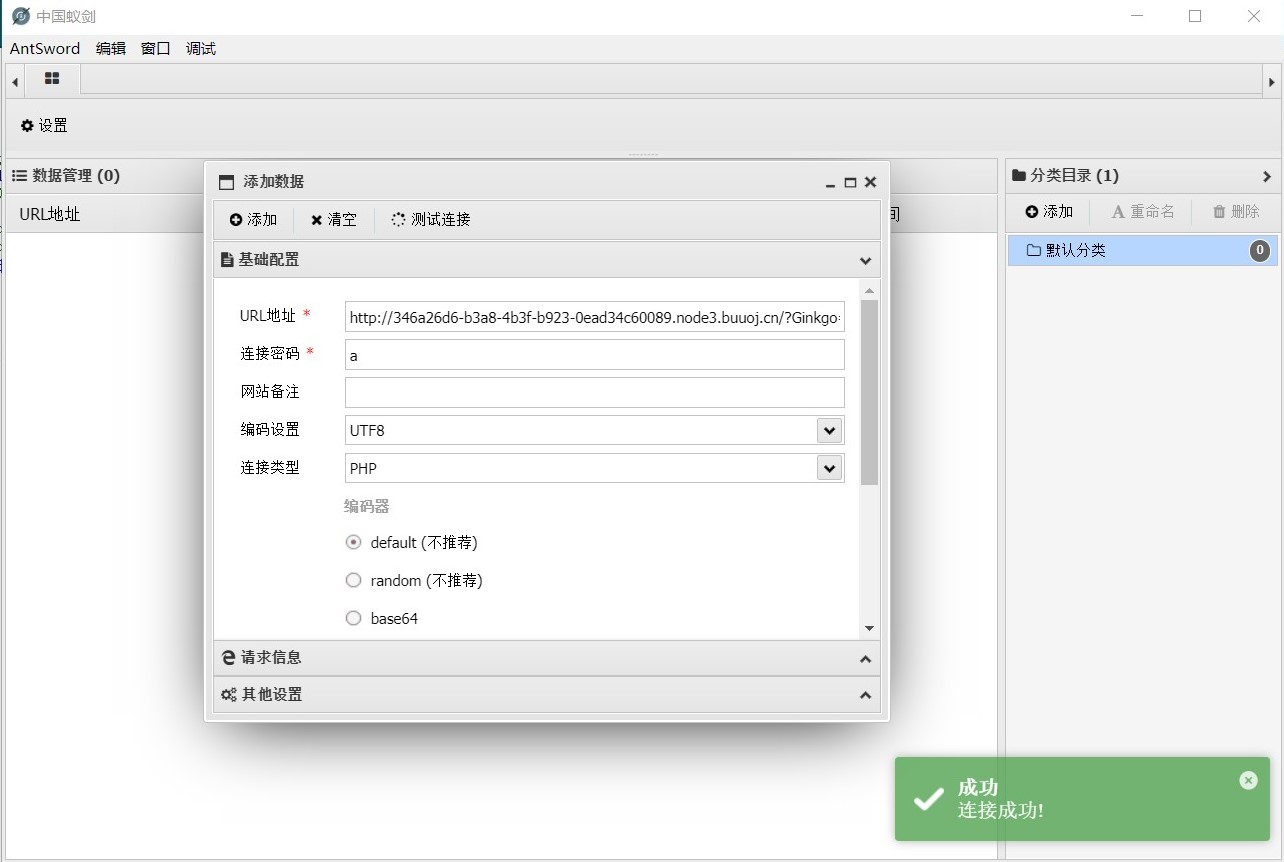 中国蚁剑
AntSword 编辑 窗口 调试
设置
数据管理 (0)
URL地址
添加数据
添加 清空 测试连接
基础配置
URL地址 *
http://346a26d6-b3a8-4b3f-b923-0ead34c60089.node3.buuoj.cn/?Ginkgo=
连接密码 *
a
网站备注
编码设置
UTF8
连接类型
PHP
编码器
default (不推荐)
random (不推荐)
base64
请求信息
其他设置
分类目录 (1)
添加 重命名 删除
默认分类 0
成功
连接成功!